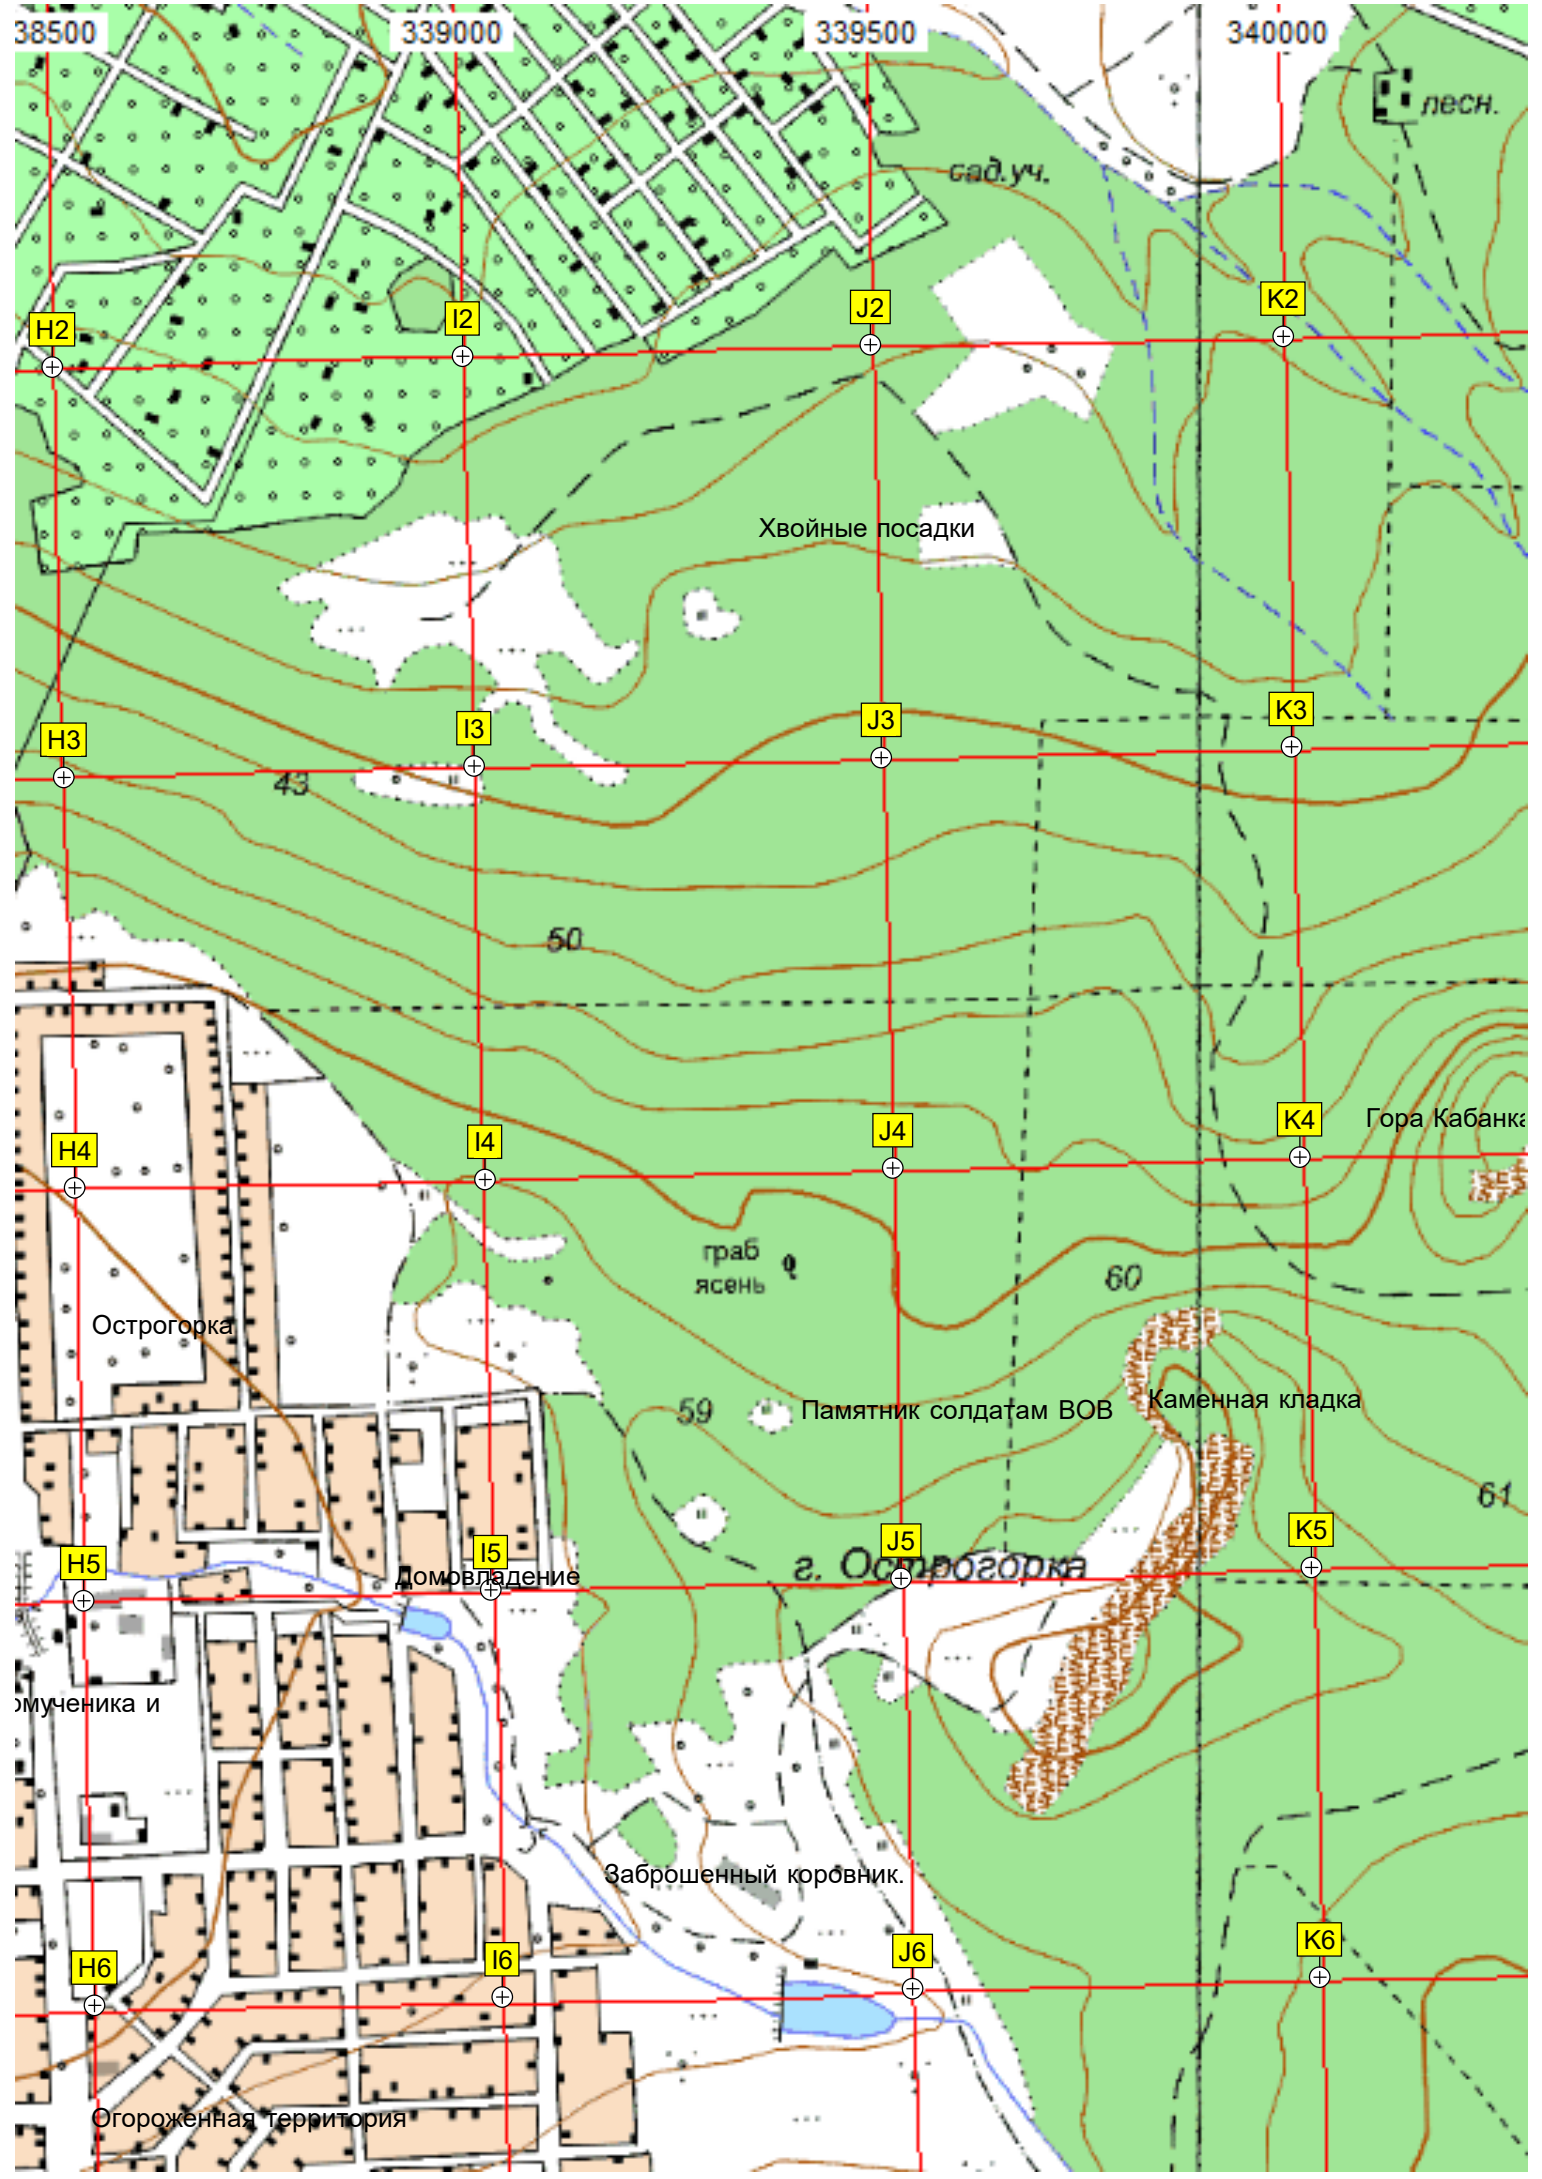 38500 339000 339500 340000
лесн.
сад.уч.
H2 I2 J2 K2
Хвойные посадки
H3 I3 J3 K3
43
50
H4 I4 J4 K4
Гора Кабанка
граб
ясень
60
Острогорка
59
Памятник солдатам ВОВ
Каменная кладка
61
H5 I5 J5 K5
Домовладение
г. Острогорка
омученика и
Заброшенный коровник.
H6 I6 J6 K6
Огороженная территория